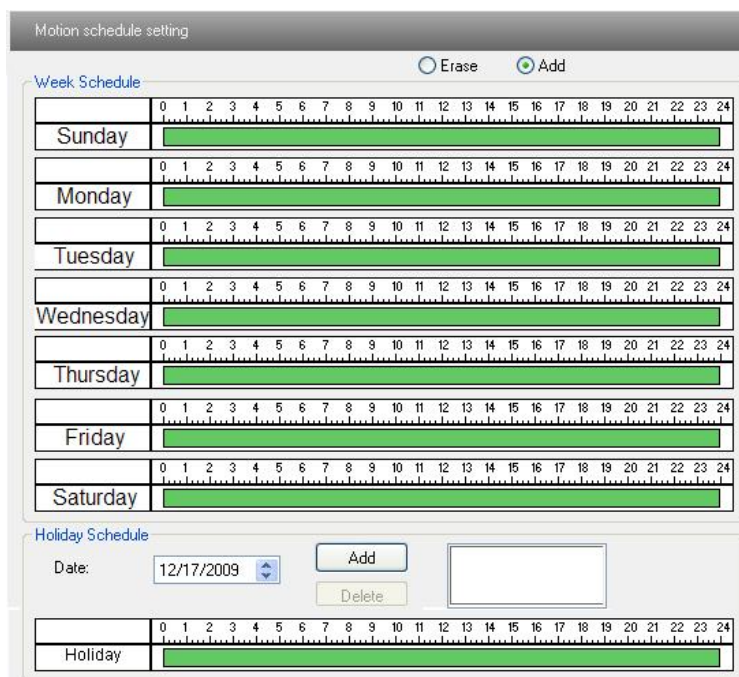 Motion schedule setting
Erase Add
Week Schedule
0 1 2 3 4 5 6 7 8 9 10 11 12 13 14 15 16 17 18 19 20 21 22 23 24
Sunday
0 1 2 3 4 5 6 7 8 9 10 11 12 13 14 15 16 17 18 19 20 21 22 23 24
Monday
0 1 2 3 4 5 6 7 8 9 10 11 12 13 14 15 16 17 18 19 20 21 22 23 24
Tuesday
0 1 2 3 4 5 6 7 8 9 10 11 12 13 14 15 16 17 18 19 20 21 22 23 24
Wednesday
0 1 2 3 4 5 6 7 8 9 10 11 12 13 14 15 16 17 18 19 20 21 22 23 24
Thursday
0 1 2 3 4 5 6 7 8 9 10 11 12 13 14 15 16 17 18 19 20 21 22 23 24
Friday
0 1 2 3 4 5 6 7 8 9 10 11 12 13 14 15 16 17 18 19 20 21 22 23 24
Saturday
Holiday Schedule
Date: 12/17/2009 Add
Delete
0 1 2 3 4 5 6 7 8 9 10 11 12 13 14 15 16 17 18 19 20 21 22 23 24
Holiday